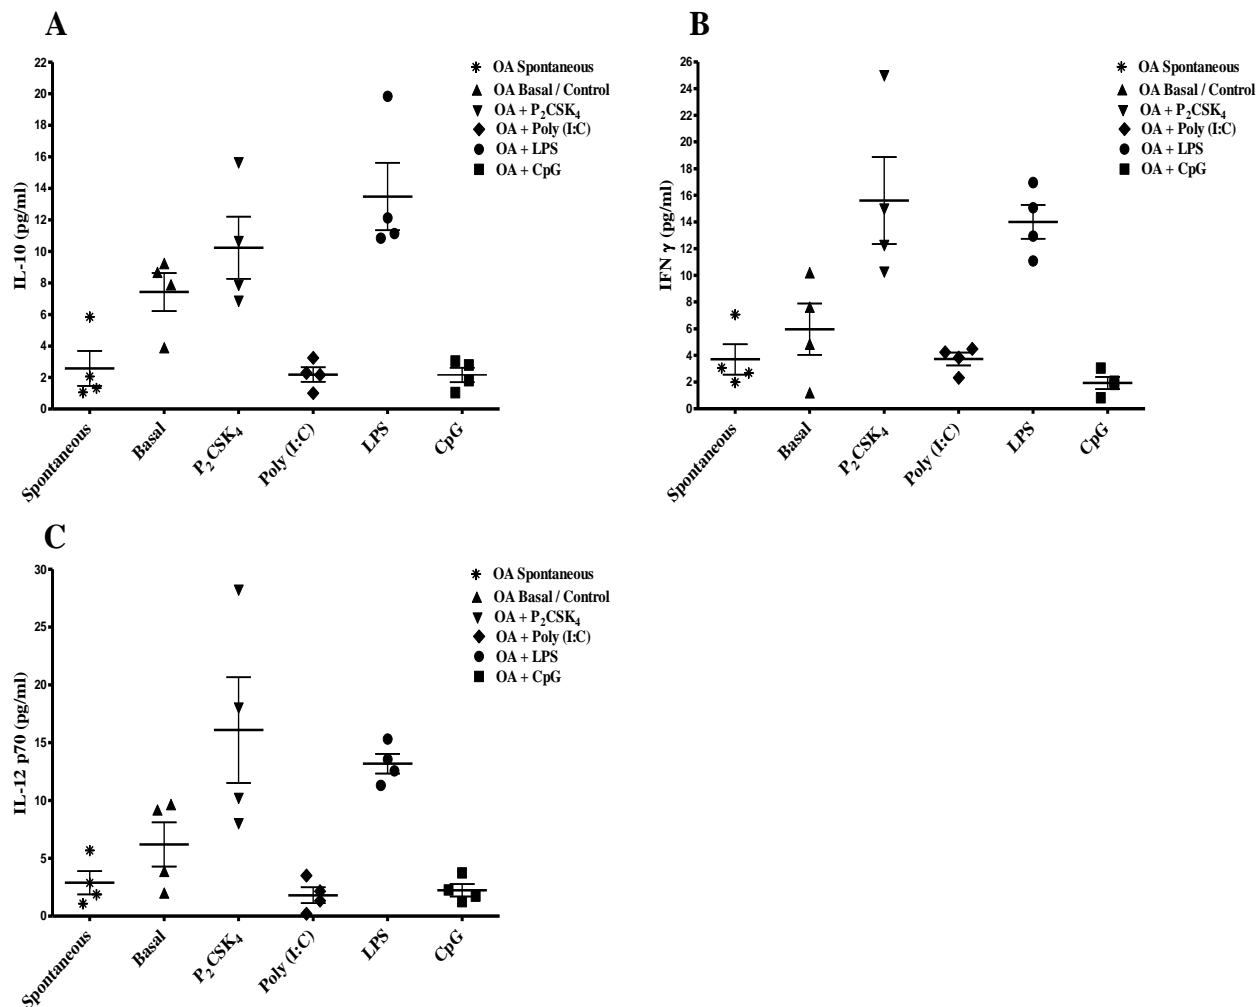 A
IL-10 (pg/ml)
22
20
18
16
14
12
10
8
6
4
2
0
Spontaneous
Basal
P₂CSK₄
Poly (I:C)
LPS
CpG
OA Spontaneous
OA Basal / Control
OA + P₂CSK₄
OA + Poly (I:C)
OA + LPS
OA + CpG
B
IFN γ (pg/ml)
26
24
22
20
18
16
14
12
10
8
6
4
2
0
Spontaneous
Basal
P₂CSK₄
Poly (I:C)
LPS
CpG
OA Spontaneous
OA Basal / Control
OA + P₂CSK₄
OA + Poly (I:C)
OA + LPS
OA + CpG
C
IL-12 p70 (pg/ml)
30
25
20
15
10
5
0
Spontaneous
Basal
P₂CSK₄
Poly (I:C)
LPS
CpG
OA Spontaneous
OA Basal / Control
OA + P₂CSK₄
OA + Poly (I:C)
OA + LPS
OA + CpG